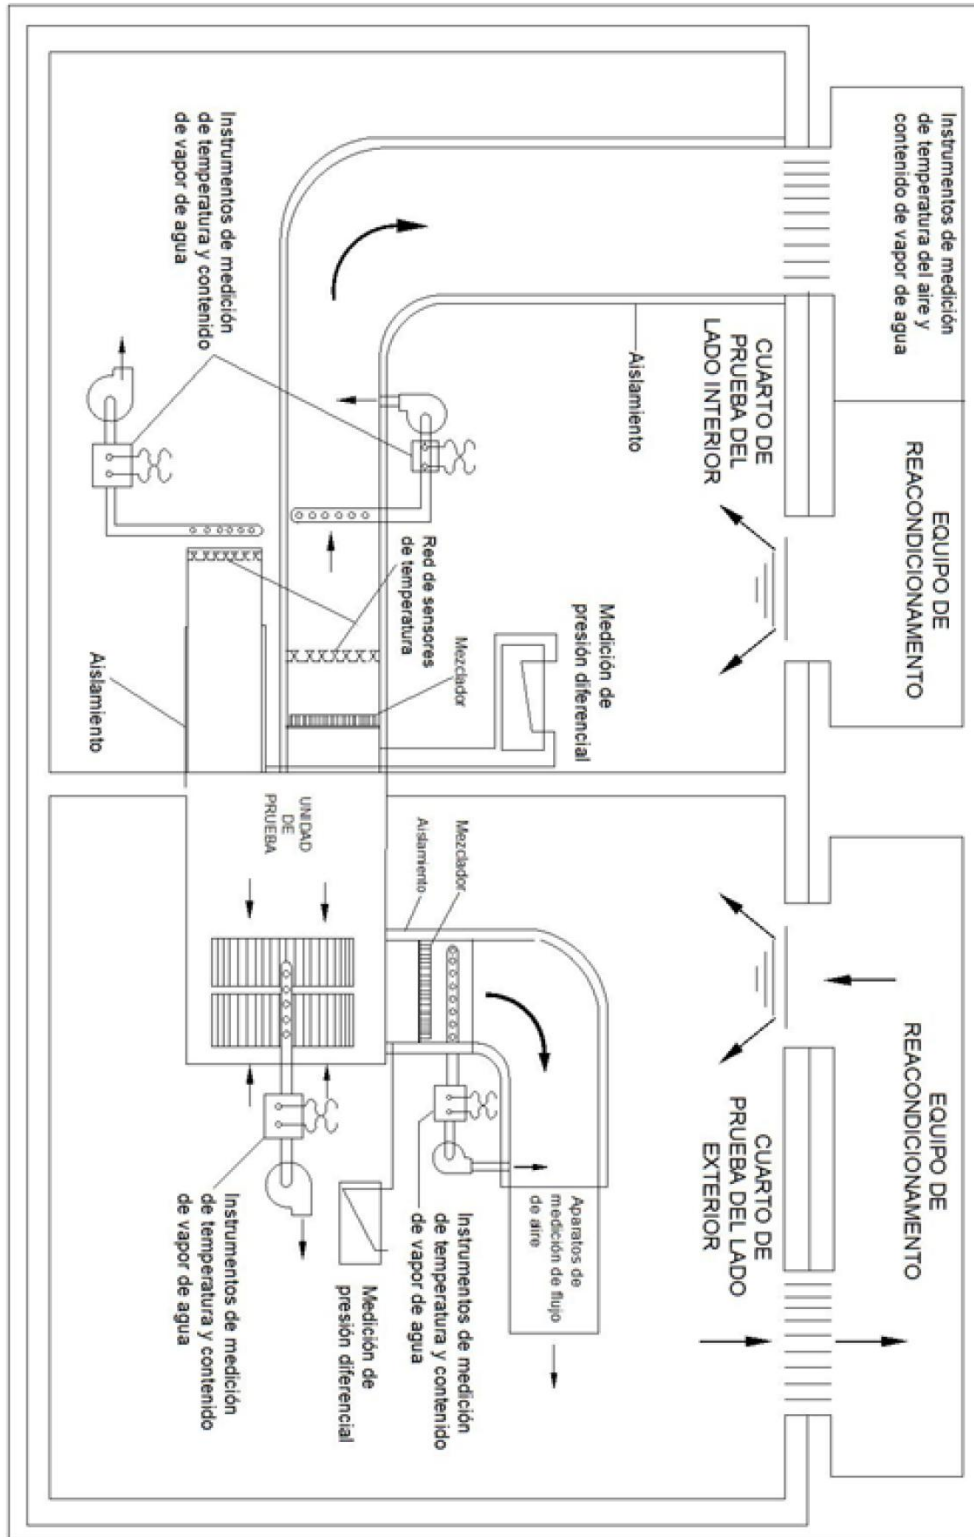 Instrumentos de medición
de temperatura del aire y
contenido de vapor de agua
EQUIPO DE
REACONDICIONAMENTO
EQUIPO DE
REACONDICIONAMENTO
CUARTO DE
PRUEBA DEL
LADO INTERIOR
Aislamiento
CUARTO DE
PRUEBA DEL LADO
EXTERIOR
Medición de
presión diferencial
Aparatos de
medición de flujo
de aire
Red de sensores
de temperatura
Mezclador
Mezclador
Aislamiento
Instrumentos de medición
de temperatura y contenido
de vapor de agua
Medición de
presión diferencial
Instrumentos de medición
de temperatura y contenido
de vapor de agua
UNIDAD
DE
PRUEBA
Instrumentos de medición
de temperatura y contenido
de vapor de agua
Aislamiento